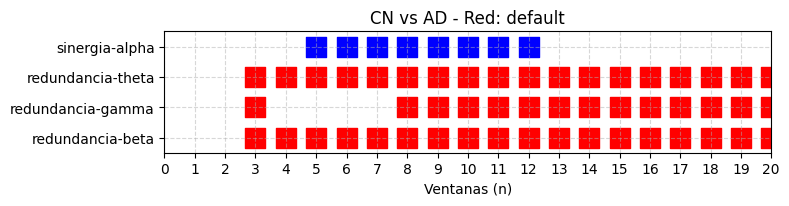 CN vs AD - Red: default
sinergia-alpha
redundancia-theta
redundancia-gamma
redundancia-beta
0 1 2 3 4 5 6 7 8 9 10 11 12 13 14 15 16 17 18 19 20
Ventanas (n)